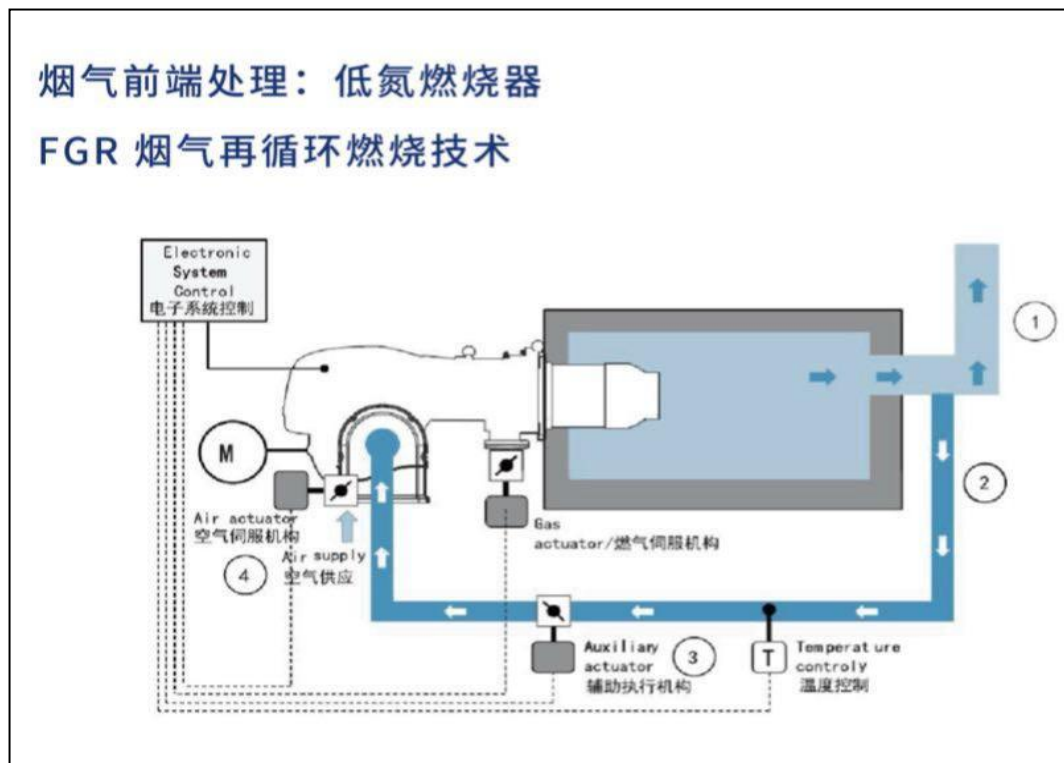 烟气前端处理：低氮燃烧器
FGR 烟气再循环燃烧技术
Electronic
System
Control
电子系統控制
1
M
2
Air actuator
空气伺服机构
Gas
actuator/燃气伺服机构
4
Air supply
空气供应
Auxiliary
actuator
辅助执行机构
3
T
Temperature
controly
温度控制